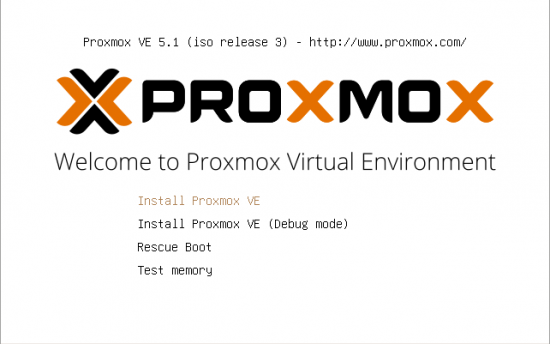 Proxmox VE 5.1 (iso release 3) - http://www.proxmox.com/
PROXMOX
Welcome to Proxmox Virtual Environment
Install Proxmox VE
Install Proxmox VE (Debug mode)
Rescue Boot
Test memory